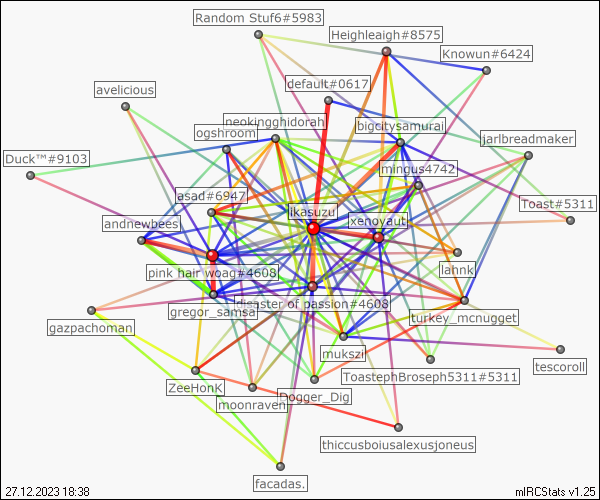 Random Stuf6#5983
Heighleaigh#8575
Knowun#6424
default#0617
avelicious
neokingghidorah
bigcitysamurai
ogshroom
jarlbreadmaker
Duck™#9103
mingus4742
asad#6947
Toast#5311
ikasuzu
xenovaut
andnewbees
lahnk
pink hair woag#4608
disaster of passion#4608
gregor_samsa
turkey_mcnugget
gazpachoman
mukszii
tescoroll
ToastephBroseph5311#5311
ZeeHonK
Dogger_Dig
moonraven
thiccusboiusalexusjoneus
facadas.
27.12.2023 18:38
mIRCStats v1.25